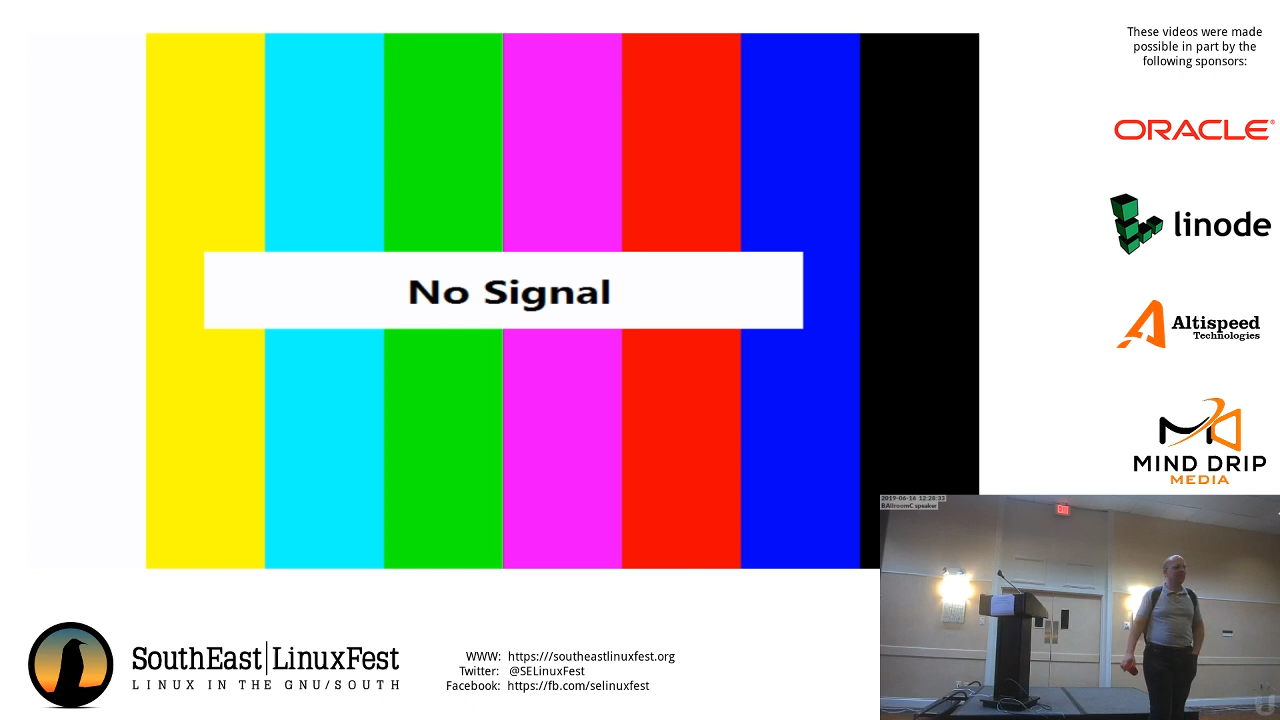 These videos were made
possible in part by the
following sponsors:
ORACLE®
linode
Altispeed
Technologies
MIND DRIP
MEDIA
No Signal
2019-06-16 12:28:33
BAllroomC speaker
SouthEast|LinuxFest
LINUX IN THE GNU/SOUTH
WWW: https:///southeastlinuxfest.org
Twitter: @SELinuxFest
Facebook: https://fb.com/selinuxfest